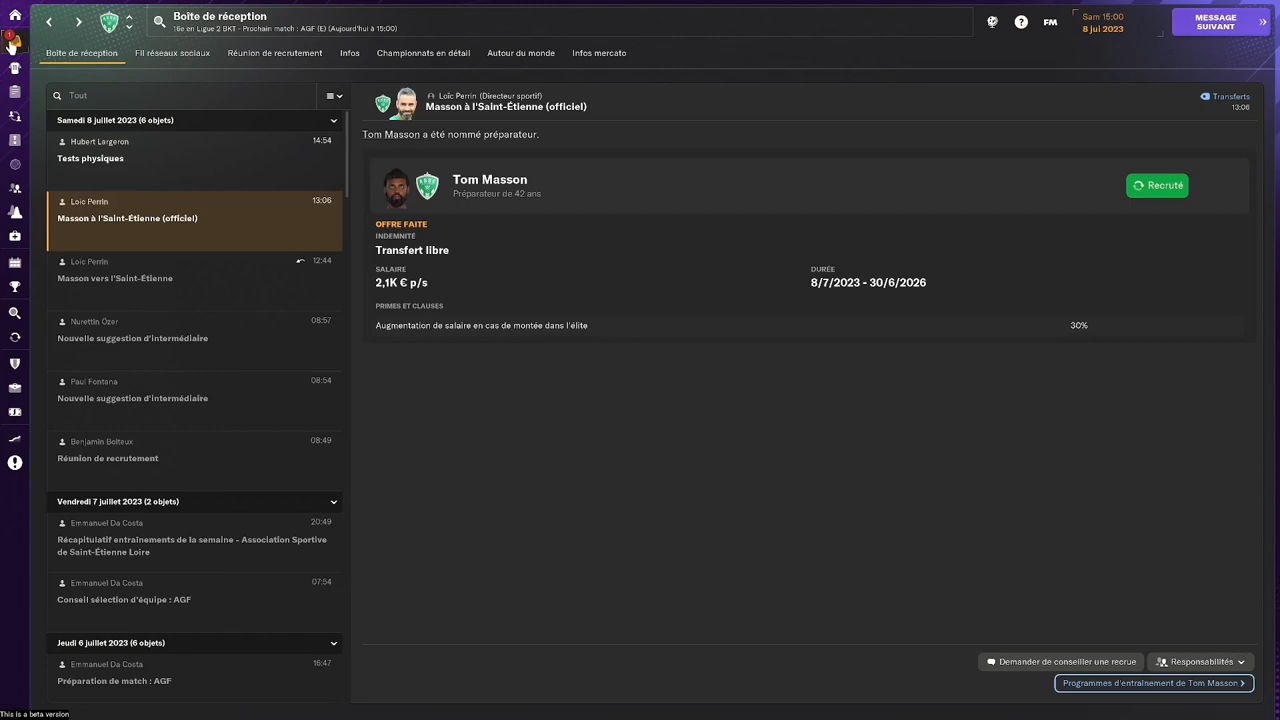 Boîte de réception
16e en Ligue 2 BKT - Prochain match : AGF (E) (Aujourd'hui à 15:00)
FM
Sam 15:00
8 jul 2023
MESSAGE
SUIVANT
1
Boîte de réception
Fil réseaux sociaux
Réunion de recrutement
Infos
Championnats en détail
Autour du monde
Infos mercato
Tout
Samedi 8 juillet 2023 (6 objets)
Hubert Largeron
14:54
Tests physiques
Loïc Perrin
13:06
Masson à l'Saint-Étienne (officiel)
Loïc Perrin
12:44
Masson vers l'Saint-Étienne
Nurettin Özer
08:57
Nouvelle suggestion d'intermédiaire
Paul Fontana
08:54
Nouvelle suggestion d'intermédiaire
Benjamin Boiteux
08:49
Réunion de recrutement
Vendredi 7 juillet 2023 (2 objets)
Emmanuel Da Costa
20:49
Récapitulatif entraînements de la semaine - Association Sportive
de Saint-Étienne Loire
Emmanuel Da Costa
07:54
Conseil sélection d'équipe : AGF
Jeudi 6 juillet 2023 (6 objets)
Emmanuel Da Costa
16:47
Préparation de match : AGF
Loïc Perrin (Directeur sportif)
Masson à l'Saint-Étienne (officiel)
Transferts
13:06
Tom Masson a été nommé préparateur.
Tom Masson
Préparateur de 42 ans
Recruté
OFFRE FAITE
INDEMNITÉ
Transfert libre
SALAIRE
2,1K € p/s
DURÉE
8/7/2023 - 30/6/2026
PRIMES ET CLAUSES
Augmentation de salaire en cas de montée dans l'élite
30%
Demander de conseiller une recrue
Responsabilités
Programmes d'entraînement de Tom Masson
This is a beta version